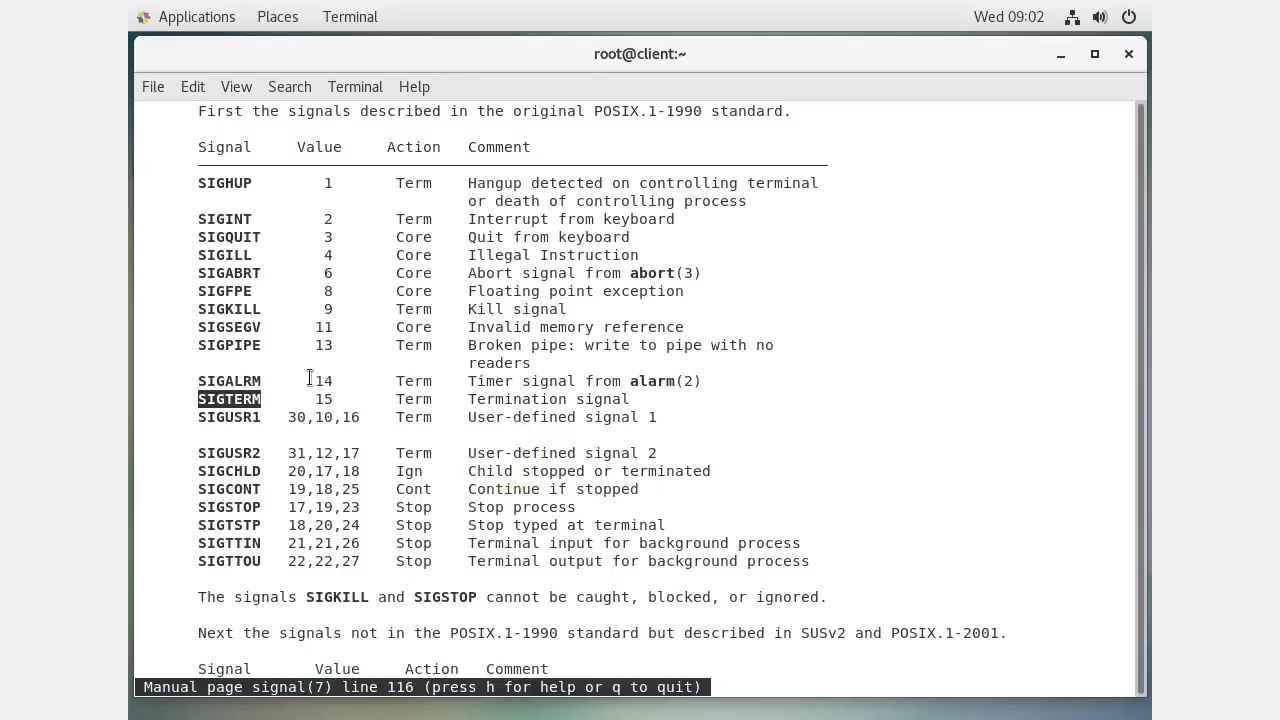 Applications Places Terminal Wed 09:02
root@client:~
File Edit View Search Terminal Help
First the signals described in the original POSIX.1-1990 standard.
Signal Value Action Comment
SIGHUP 1 Term Hangup detected on controlling terminal
or death of controlling process
SIGINT 2 Term Interrupt from keyboard
SIGQUIT 3 Core Quit from keyboard
SIGILL 4 Core Illegal Instruction
SIGABRT 6 Core Abort signal from abort(3)
SIGFPE 8 Core Floating point exception
SIGKILL 9 Term Kill signal
SIGSEGV 11 Core Invalid memory reference
SIGPIPE 13 Term Broken pipe: write to pipe with no
readers
SIGALRM 14 Term Timer signal from alarm(2)
SIGTERM 15 Term Termination signal
SIGUSR1 30,10,16 Term User-defined signal 1
SIGUSR2 31,12,17 Term User-defined signal 2
SIGCHLD 20,17,18 Ign Child stopped or terminated
SIGCONT 19,18,25 Cont Continue if stopped
SIGSTOP 17,19,23 Stop Stop process
SIGTSTP 18,20,24 Stop Stop typed at terminal
SIGTTIN 21,21,26 Stop Terminal input for background process
SIGTTOU 22,22,27 Stop Terminal output for background process
The signals SIGKILL and SIGSTOP cannot be caught, blocked, or ignored.
Next the signals not in the POSIX.1-1990 standard but described in SUSv2 and POSIX.1-2001.
Signal Value Action Comment
Manual page signal(7) line 116 (press h for help or q to quit)